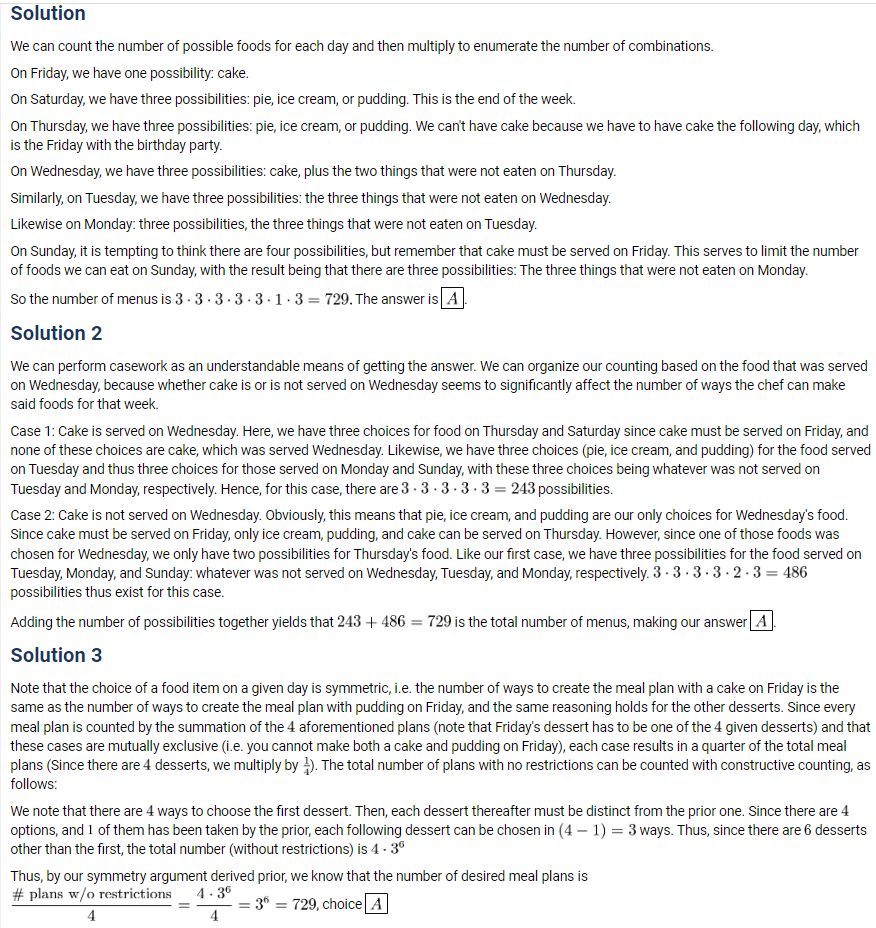 Solution
We can count the number of possible foods for each day and then multiply to enumerate the number of combinations.
On Friday, we have one possibility: cake.
On Saturday, we have three possibilities: pie, ice cream, or pudding. This is the end of the week.
On Thursday, we have three possibilities: pie, ice cream, or pudding. We can't have cake because we have to have cake the following day, which
is the Friday with the birthday party.
On Wednesday, we have three possibilities: cake, plus the two things that were not eaten on Thursday.
Similarly, on Tuesday, we have three possibilities: the three things that were not eaten on Wednesday.
Likewise on Monday: three possibilities, the three things that were not eaten on Tuesday.
On Sunday, it is tempting to think there are four possibilities, but remember that cake must be served on Friday. This serves to limit the number
of foods we can eat on Sunday, with the result being that there are three possibilities: The three things that were not eaten on Monday.
So the number of menus is 3 · 3 · 3 · 3 · 3 · 1 · 3 = 729. The answer is A.
Solution 2
We can perform casework as an understandable means of getting the answer. We can organize our counting based on the food that was served
on Wednesday, because whether cake is or is not served on Wednesday seems to significantly affect the number of ways the chef can make
said foods for that week.
Case 1: Cake is served on Wednesday. Here, we have three choices for food on Thursday and Saturday since cake must be served on Friday, and
none of these choices are cake, which was served Wednesday. Likewise, we have three choices (pie, ice cream, and pudding) for the food served
on Tuesday and thus three choices for those served on Monday and Sunday, with these three choices being whatever was not served on
Tuesday and Monday, respectively. Hence, for this case, there are 3 · 3 · 3 · 3 · 3 = 243 possibilities.
Case 2: Cake is not served on Wednesday. Obviously, this means that pie, ice cream, and pudding are our only choices for Wednesday's food.
Since cake must be served on Friday, only ice cream, pudding, and cake can be served on Thursday. However, since one of those foods was
chosen for Wednesday, we only have two possibilities for Thursday's food. Like our first case, we have three possibilities for the food served on
Tuesday, Monday, and Sunday: whatever was not served on Wednesday, Tuesday, and Monday, respectively. 3 · 3 · 3 · 3 · 2 · 3 = 486
possibilities thus exist for this case.
Adding the number of possibilities together yields that 243 + 486 = 729 is the total number of menus, making our answer A.
Solution 3
Note that the choice of a food item on a given day is symmetric, i.e. the number of ways to create the meal plan with a cake on Friday is the
same as the number of ways to create the meal plan with pudding on Friday, and the same reasoning holds for the other desserts. Since every
meal plan is counted by the summation of the 4 aforementioned plans (note that Friday's dessert has to be one of the 4 given desserts) and that
these cases are mutually exclusive (i.e. you cannot make both a cake and pudding on Friday), each case results in a quarter of the total meal
plans (Since there are 4 desserts, we multiply by 1/4). The total number of plans with no restrictions can be counted with constructive counting, as
follows:
We note that there are 4 ways to choose the first dessert. Then, each dessert thereafter must be distinct from the prior one. Since there are 4
options, and 1 of them has been taken by the prior, each following dessert can be chosen in (4 − 1) = 3 ways. Thus, since there are 6 desserts
other than the first, the total number (without restrictions) is 4 · 3⁶
Thus, by our symmetry argument derived prior, we know that the number of desired meal plans is
# plans w/o restrictions / 4 = 4 · 3⁶ / 4 = 3⁶ = 729, choice A